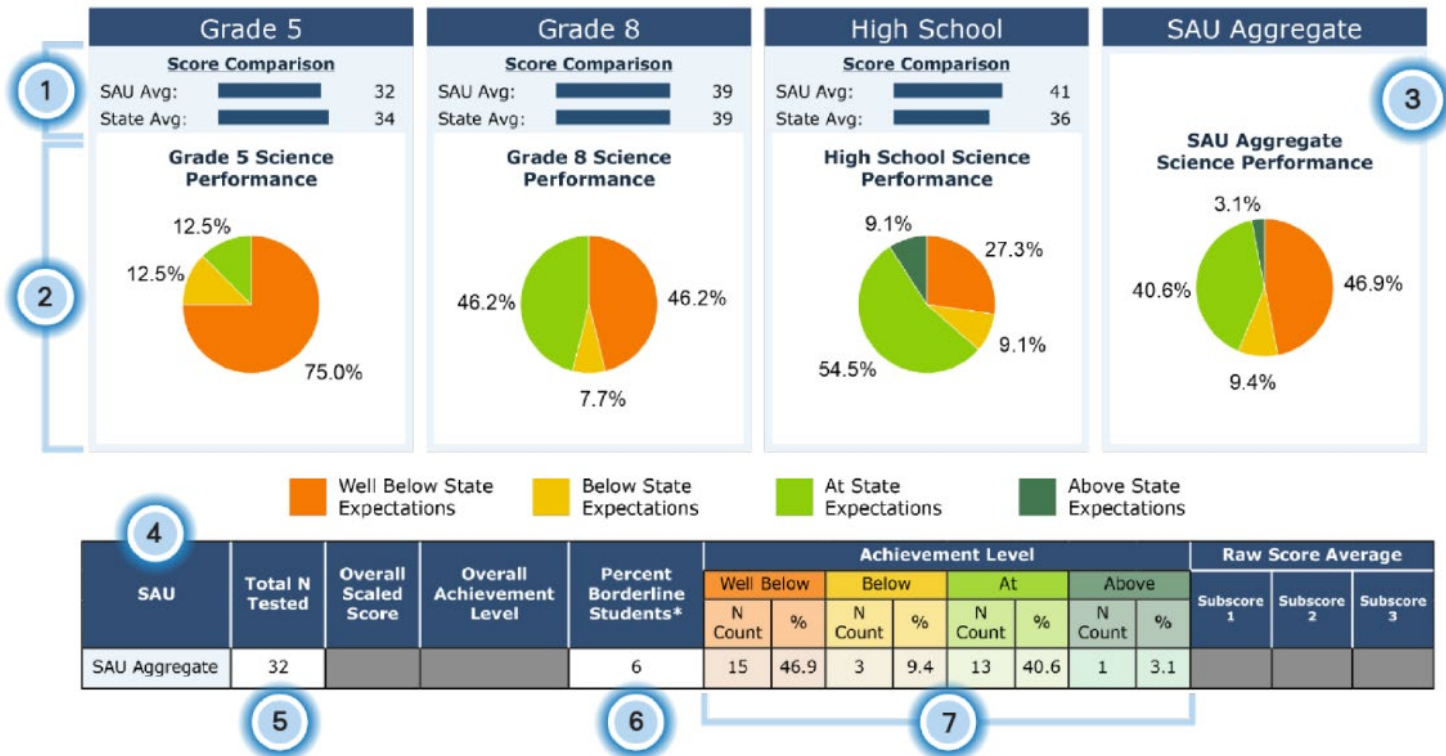 Grade 5
Score Comparison
SAU Avg: 32
State Avg: 34
Grade 5 Science
Performance
12.5%
12.5%
75.0%
Grade 8
Score Comparison
SAU Avg: 39
State Avg: 39
Grade 8 Science
Performance
46.2%
46.2%
7.7%
High School
Score Comparison
SAU Avg: 41
State Avg: 36
High School Science
Performance
9.1%
27.3%
9.1%
54.5%
SAU Aggregate
SAU Aggregate
Science Performance
3.1%
40.6%
46.9%
9.4%
1
2
3
Well Below State
Expectations
Below State
Expectations
At State
Expectations
Above State
Expectations
4
SAU
Total N
Tested
Overall
Scaled
Score
Overall
Achievement
Level
Percent
Borderline
Students*
Achievement Level
Well Below Below At Above
N
Count
%
N
Count
%
N
Count
%
N
Count
%
Raw Score Average
Subscore
1
Subscore
2
Subscore
3
SAU Aggregate 32 6 15 46.9 3 9.4 13 40.6 1 3.1
5
6
7